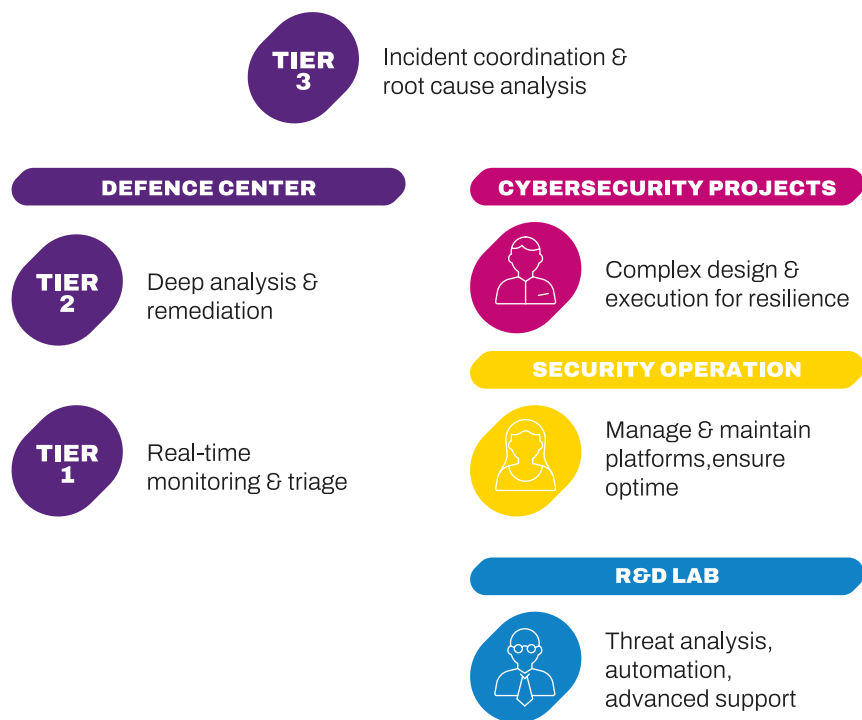 TIER
3
Incident coordination &
root cause analysis
DEFENCE CENTER
TIER
2
Deep analysis &
remediation
TIER
1
Real-time
monitoring & triage
CYBERSECURITY PROJECTS
Complex design &
execution for resilience
SECURITY OPERATION
Manage & maintain
platforms,ensure
optime
R&D LAB
Threat analysis,
automation,
advanced support